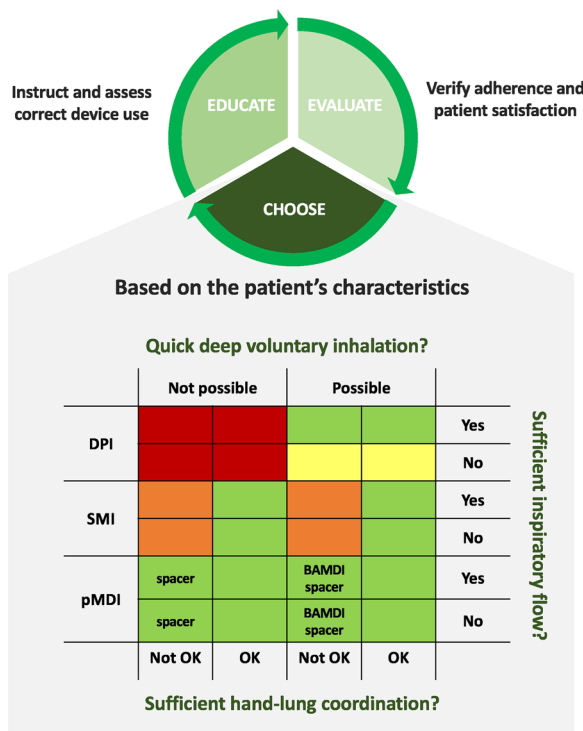 Instruct and assess
correct device use
EDUCATE
EVALUATE
Verify adherence and
patient satisfaction
CHOOSE
Based on the patient's characteristics
Quick deep voluntary inhalation?
Not possible
Possible
DPI
Yes
No
SMI
Yes
No
pMDI
spacer
BAMDI
spacer
Yes
spacer
BAMDI
spacer
No
Not OK
OK
Not OK
OK
Sufficient inspiratory flow?
Sufficient hand-lung coordination?